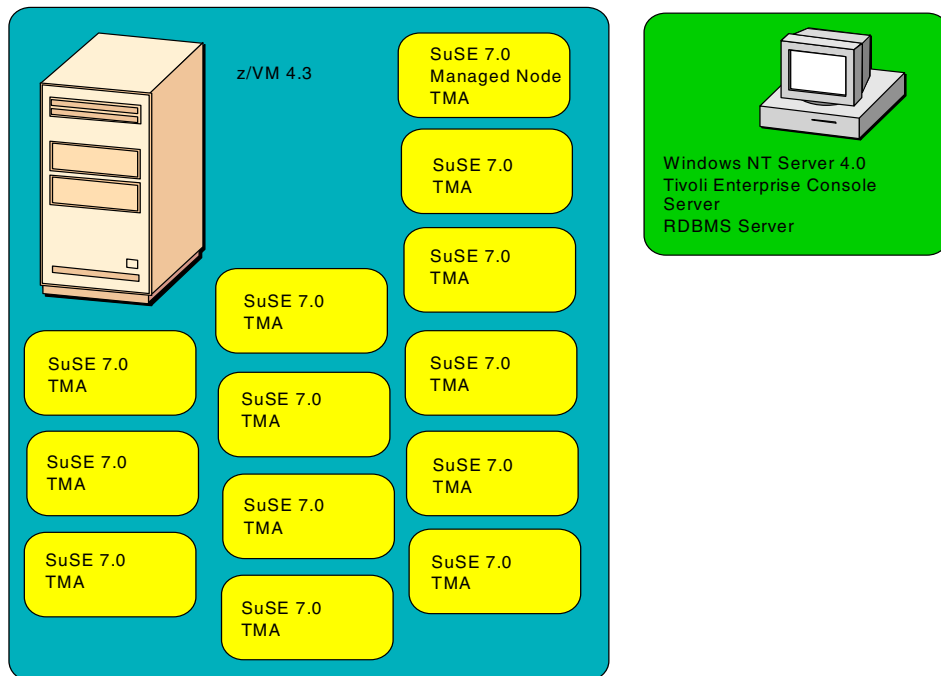 z/VM 4.3
SuSE 7.0
Managed Node
TMA
SuSE 7.0
TMA
SuSE 7.0
TMA
SuSE 7.0
TMA
SuSE 7.0
TMA
SuSE 7.0
TMA
SuSE 7.0
TMA
SuSE 7.0
TMA
SuSE 7.0
TMA
SuSE 7.0
TMA
SuSE 7.0
TMA
SuSE 7.0
TMA
SuSE 7.0
TMA
Windows NT Server 4.0
Tivoli Enterprise Console
Server
RDBMS Server